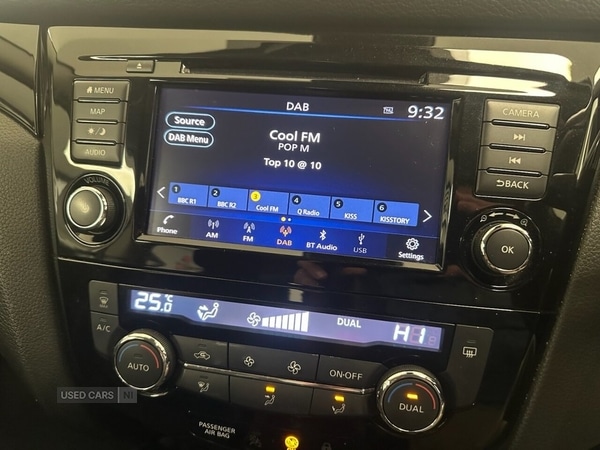 DAB
9:32
Source
DAB Menu
Cool FM
POP M
Top 10 @ 10
1 BBC R1
2 BBC R2
3 Cool FM
4 Q Radio
5 KISS
6 KISSTORY
Phone
AM
FM
DAB
BT Audio
USB
Settings
MENU
MAP
AUDIO
VOLUME
CAMERA
BACK
OK
25.0 °C
DUAL
H1
A/C
AUTO
ON·OFF
DUAL
PASSENGER
AIR BAG
USED CARS NI